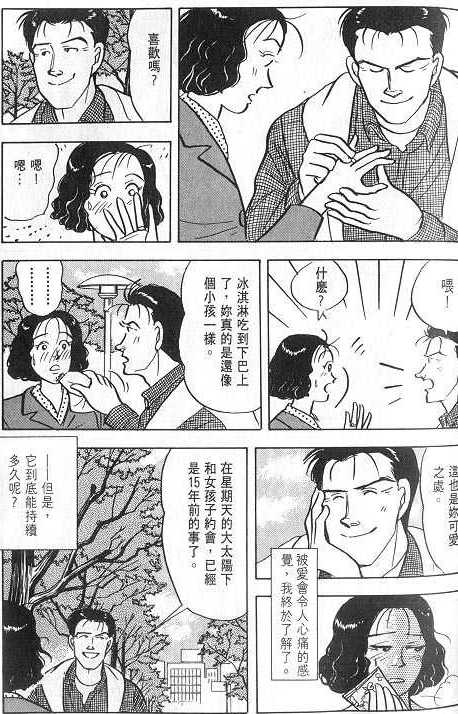 喜歡嗎？
嗯！
嗯…
喂！
什麼？
冰淇淋吃到下巴上
了，妳真的是還像
個小孩一樣。
………
這也是妳可愛
之處。
被愛會令人心痛的感
覺，我終於了解了。
在星期天的大太陽下
和女孩子約會，已經
是15年前的事了。
——但是，
它到底能持續
多久呢？